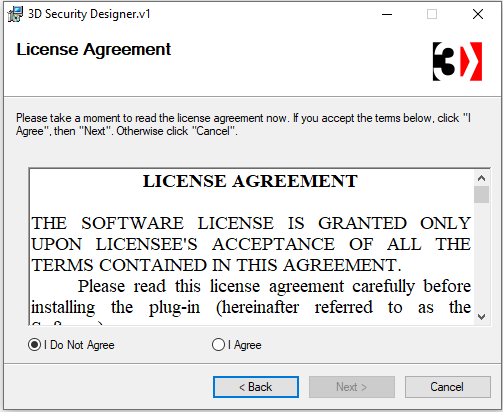 3D Security Designer.v1
License Agreement
3
Please take a moment to read the license agreement now. If you accept the terms below, click "I
Agree", then "Next". Otherwise click "Cancel".
LICENSE AGREEMENT
THE SOFTWARE LICENSE IS GRANTED ONLY
UPON LICENSEE'S ACCEPTANCE OF ALL THE
TERMS CONTAINED IN THIS AGREEMENT.
Please read this license agreement carefully before
installing the plug-in (hereinafter referred to as the
I Do Not Agree
I Agree
< Back
Next >
Cancel